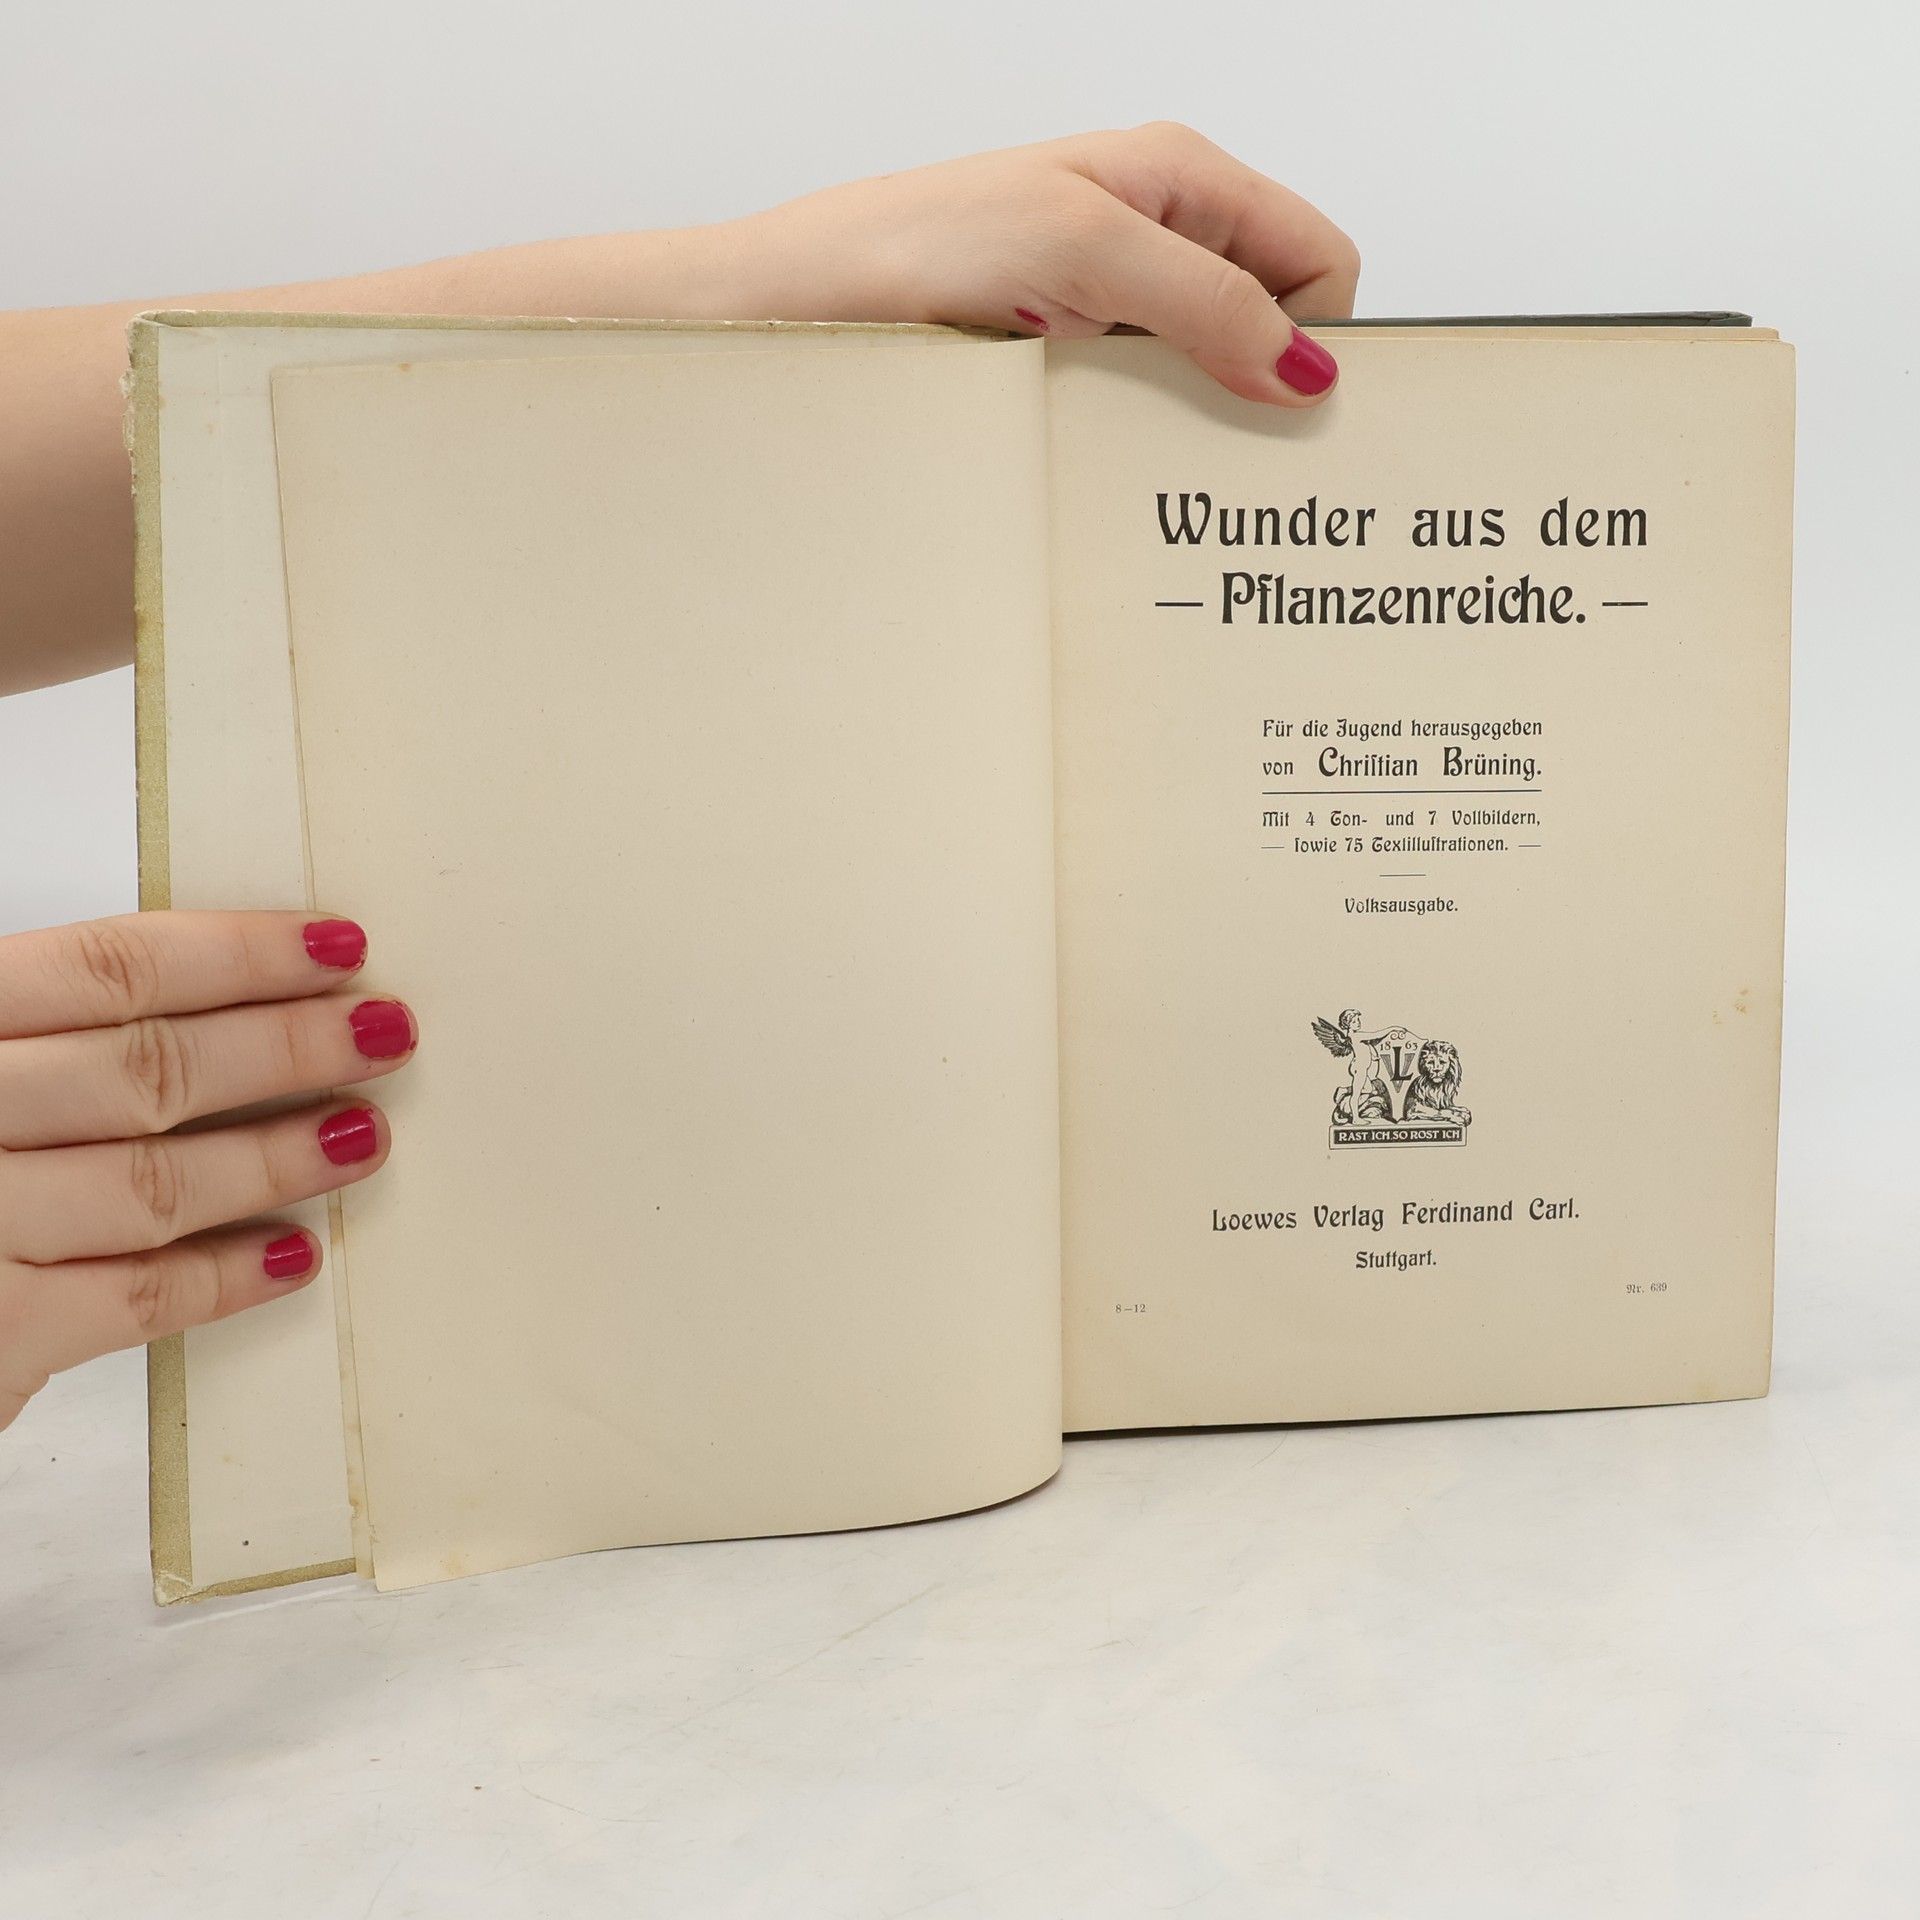 Wunder aus dem
— Pflanzenreiche. —
Für die Jugend herausgegeben
von Chriſtian Brüning.
Mit 4 Ton- und 7 Vollbildern,
— ſowie 75 Textilluſtrationen. —
Volksausgabe.
18 63
L V
RAST ICH, SO ROST ICH
Loewes Verlag Ferdinand Carl.
Stuttgart.
Nr. 639
8—12